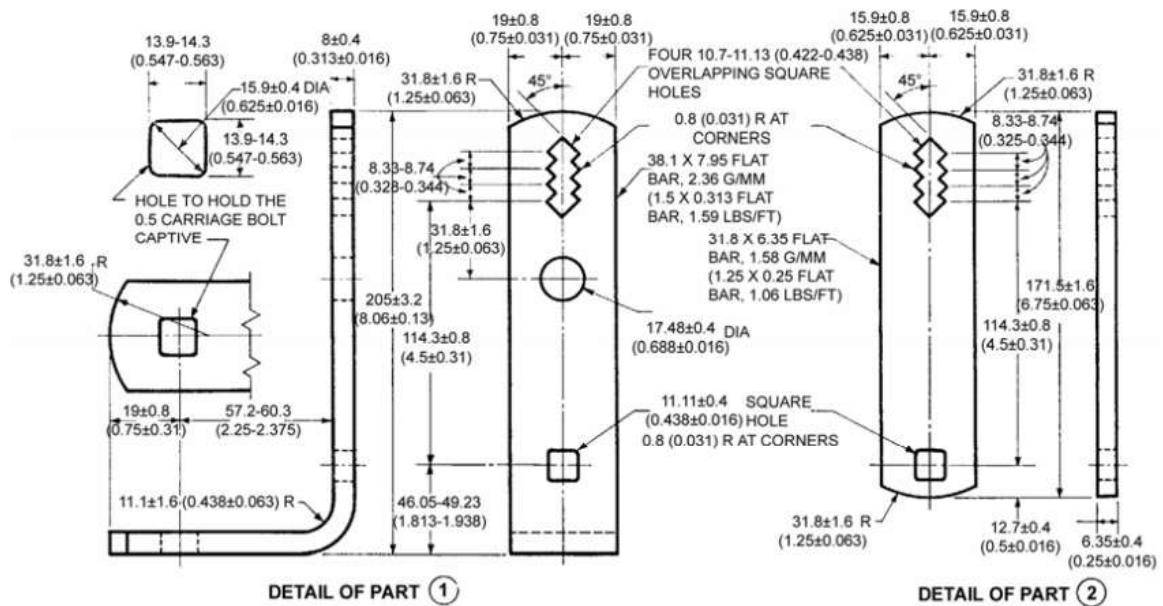 13.9-14.3
(0.547-0.563)
15.9±0.4 DIA
(0.625±0.016)
13.9-14.3
(0.547-0.563)
HOLE TO HOLD THE
0.5 CARRIAGE BOLT
CAPTIVE
31.8±1.6 R
(1.25±0.063)
19±0.8
(0.75±0.31)
57.2-60.3
(2.25-2.375)
11.1±1.6 (0.438±0.063) R
8±0.4
(0.313±0.016)
205±3.2
(8.06±0.13)
8.33-8.74
(0.328-0.344)
31.8±1.6
(1.25±0.063)
114.3±0.8
(4.5±0.31)
46.05-49.23
(1.813-1.938)
31.8±1.6 R
(1.25±0.063)
19±0.8
(0.75±0.031)
19±0.8
(0.75±0.031)
45°
FOUR 10.7-11.13 (0.422-0.438)
OVERLAPPING SQUARE
HOLES
0.8 (0.031) R AT
CORNERS
38.1 X 7.95 FLAT
BAR, 2.36 G/MM
(1.5 X 0.313 FLAT
BAR, 1.59 LBS/FT)
31.8 X 6.35 FLAT
BAR, 1.58 G/MM
(1.25 X 0.25 FLAT
BAR, 1.06 LBS/FT)
17.48±0.4 DIA
(0.688±0.016)
11.11±0.4 SQUARE
(0.438±0.016) HOLE
0.8 (0.031) R AT CORNERS
15.9±0.8
(0.625±0.031)
15.9±0.8
(0.625±0.031)
45°
31.8±1.6 R
(1.25±0.063)
8.33-8.74
(0.325-0.344)
171.5±1.6
(6.75±0.063)
114.3±0.8
(4.5±0.31)
31.8±1.6 R
(1.25±0.063)
12.7±0.4
(0.5±0.016)
6.35±0.4
(0.25±0.016)
DETAIL OF PART 1
DETAIL OF PART 2